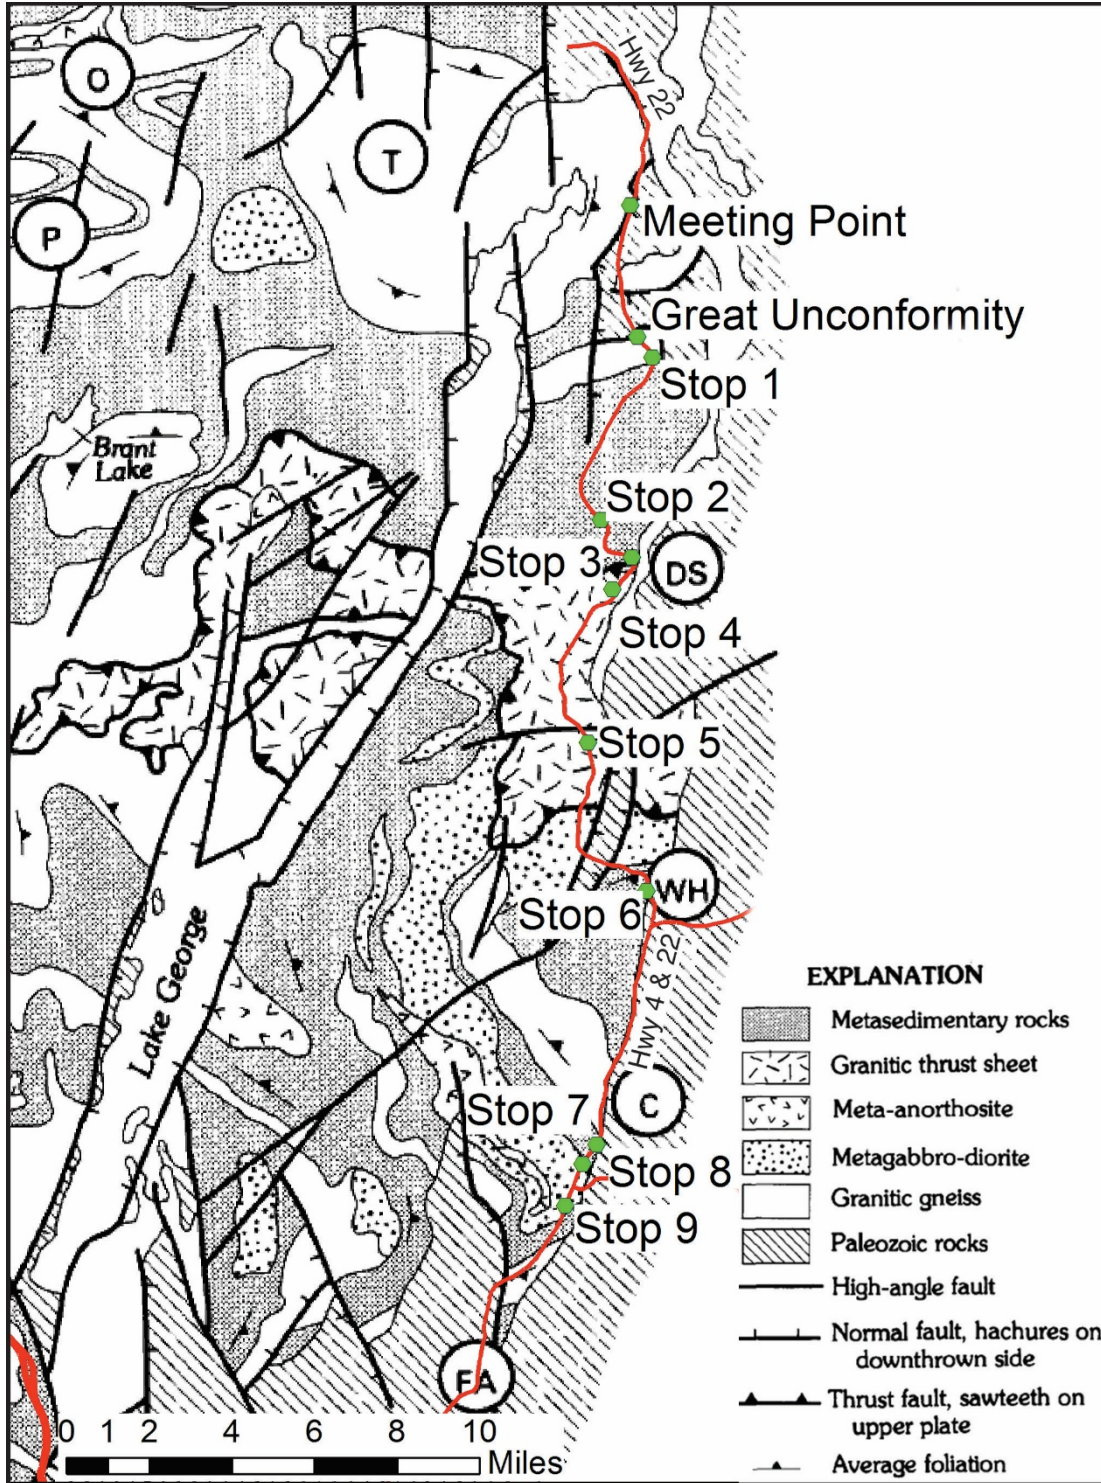 Hwy 22
O
T
P
Meeting Point
Great Unconformity
Stop 1
Brant
Lake
Stop 2
Stop 3
DS
Stop 4
Stop 5
WH
Stop 6
Lake George
Hwy 4 & 22
C
Stop 7
Stop 8
Stop 9
FA
0 1 2 4 6 8 10
Miles
EXPLANATION
Metasedimentary rocks
Granitic thrust sheet
Meta-anorthosite
Metagabbro-diorite
Granitic gneiss
Paleozoic rocks
High-angle fault
Normal fault, hachures on
downthrown side
Thrust fault, sawteeth on
upper plate
Average foliation